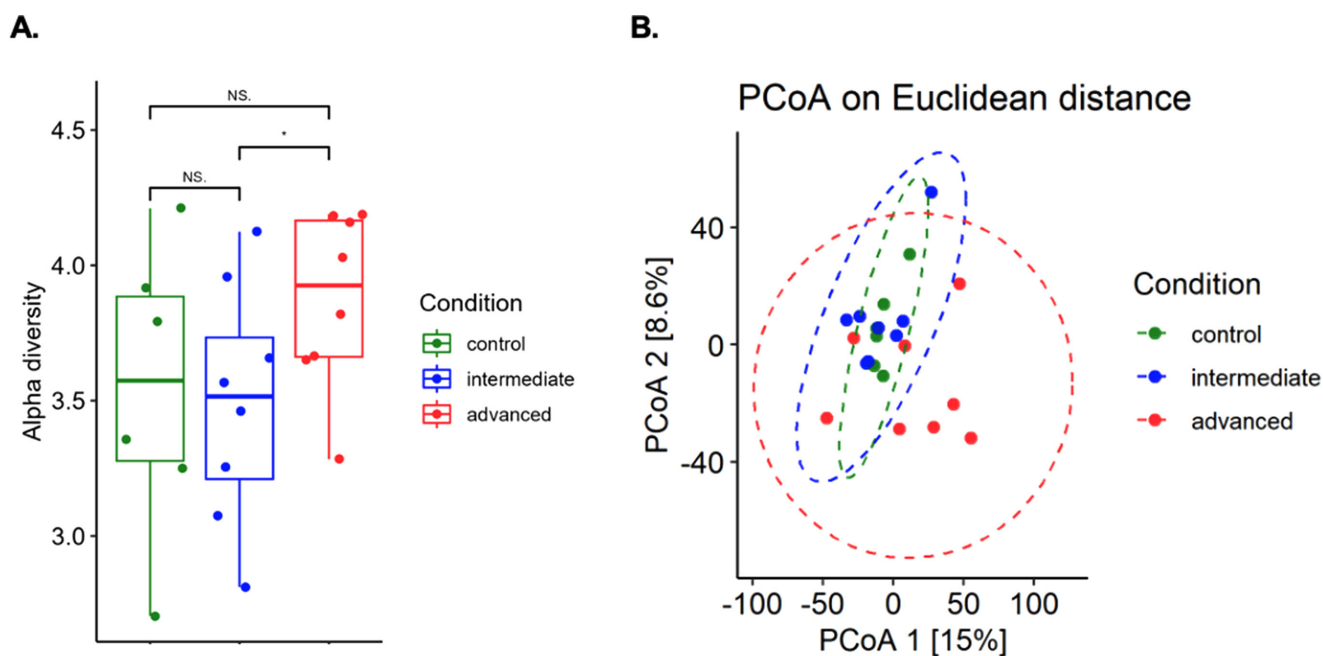 A.
B.
NS.
*
NS.
4.5
4.0
3.5
3.0
Alpha diversity
Condition
control
intermediate
advanced
PCoA on Euclidean distance
40
0
-40
PCoA 2 [8.6%]
-100 -50 0 50 100
PCoA 1 [15%]
Condition
control
intermediate
advanced